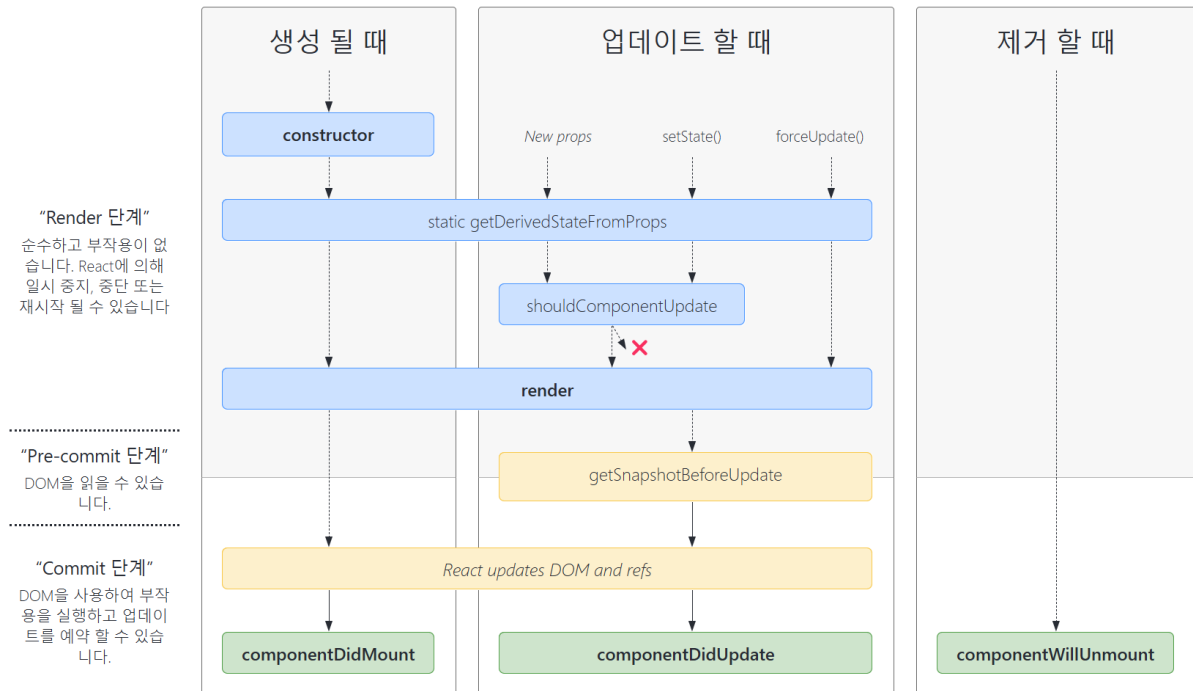 생성 될 때
업데이트 할 때
제거 할 때
constructor
New props
setState()
forceUpdate()
“Render 단계”
순수하고 부작용이 없
습니다. React에 의해
일시 중지, 중단 또는
재시작 될 수 있습니다
static getDerivedStateFromProps
shouldComponentUpdate
render
“Pre-commit 단계”
DOM을 읽을 수 있습
니다.
getSnapshotBeforeUpdate
“Commit 단계”
DOM을 사용하여 부작
용을 실행하고 업데이
트를 예약 할 수 있습
니다.
React updates DOM and refs
componentDidMount
componentDidUpdate
componentWillUnmount